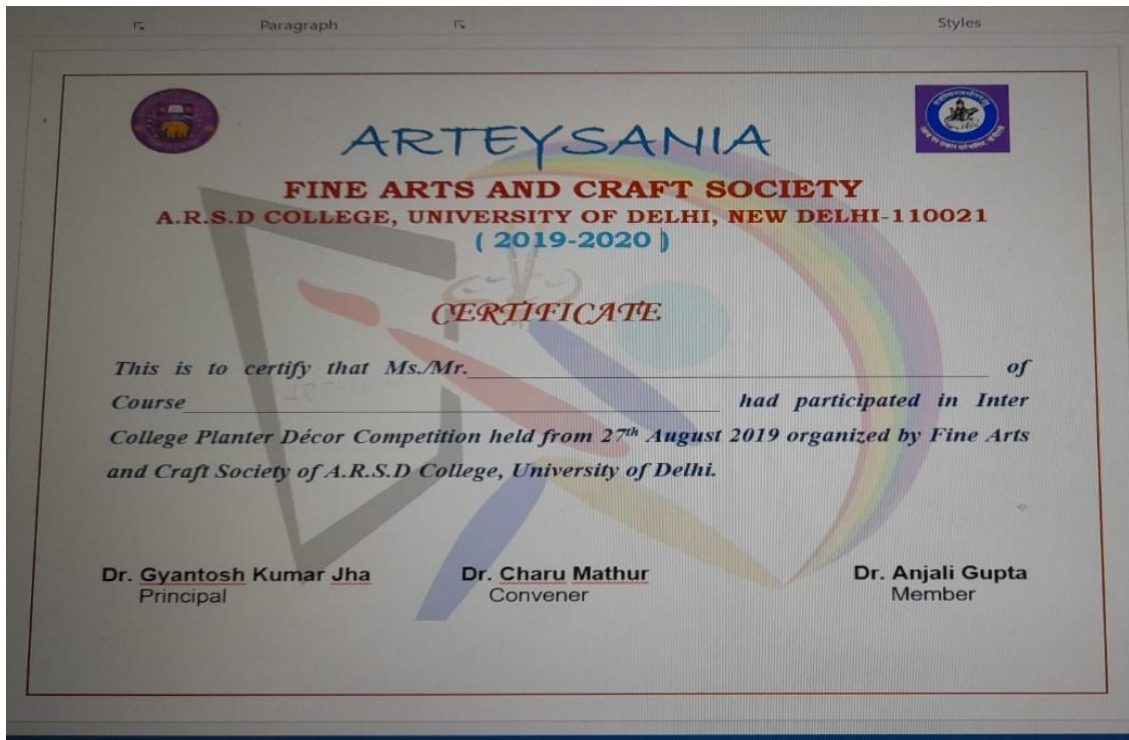 Paragraph Styles
ARTEYSANIA
FINE ARTS AND CRAFT SOCIETY
A.R.S.D COLLEGE, UNIVERSITY OF DELHI, NEW DELHI-110021
( 2019-2020 )
CERTIFICATE
This is to certify that Ms./Mr.______________________________ of
Course______________________________ had participated in Inter
College Planter Décor Competition held from 27th August 2019 organized by Fine Arts
and Craft Society of A.R.S.D College, University of Delhi.
Dr. Gyantosh Kumar Jha Dr. Charu Mathur Dr. Anjali Gupta
Principal Convener Member